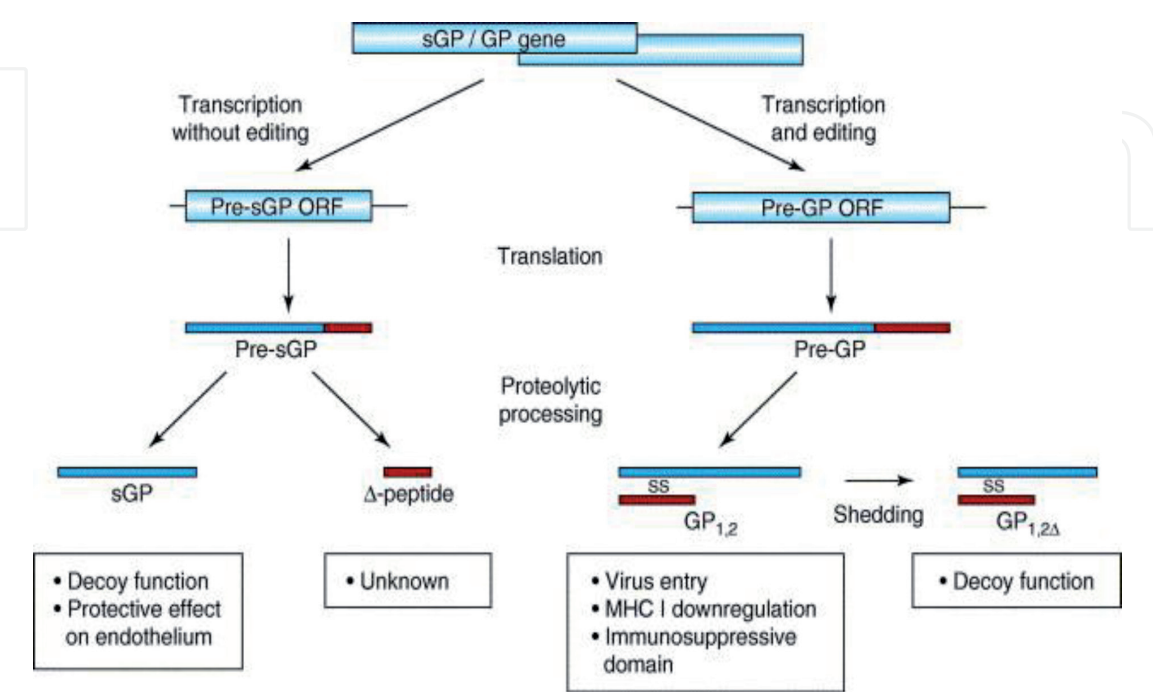 sGP / GP gene
Transcription
without editing
Transcription
and editing
Pre-sGP ORF
Pre-GP ORF
Translation
Pre-sGP
Pre-GP
Proteolytic
processing
sGP
Δ-peptide
SS
GP1,2
Shedding
SS
GP1,2Δ
• Decoy function
• Protective effect
on endothelium
• Unknown
• Virus entry
• MHC I downregulation
• Immunosuppressive
domain
• Decoy function